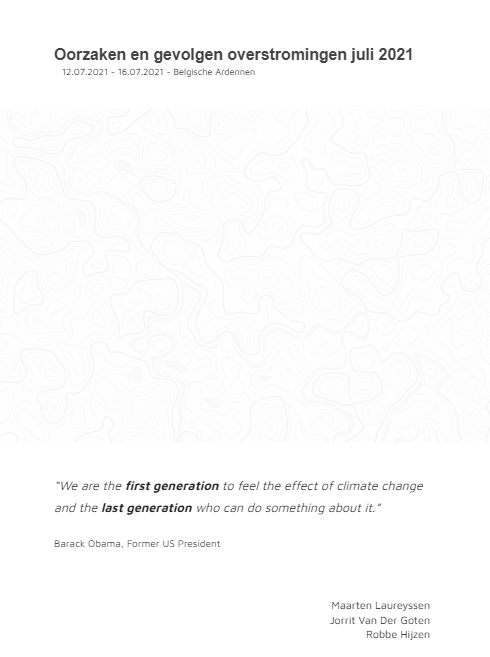 Oorzaken en gevolgen overstromingen juli 2021
12.07.2021 - 16.07.2021 - Belgische Ardennen
“We are the first generation to feel the effect of climate change
and the last generation who can do something about it.”
Barack Obama, Former US President
Maarten Laureyssen
Jorrit Van Der Goten
Robbe Hijzen